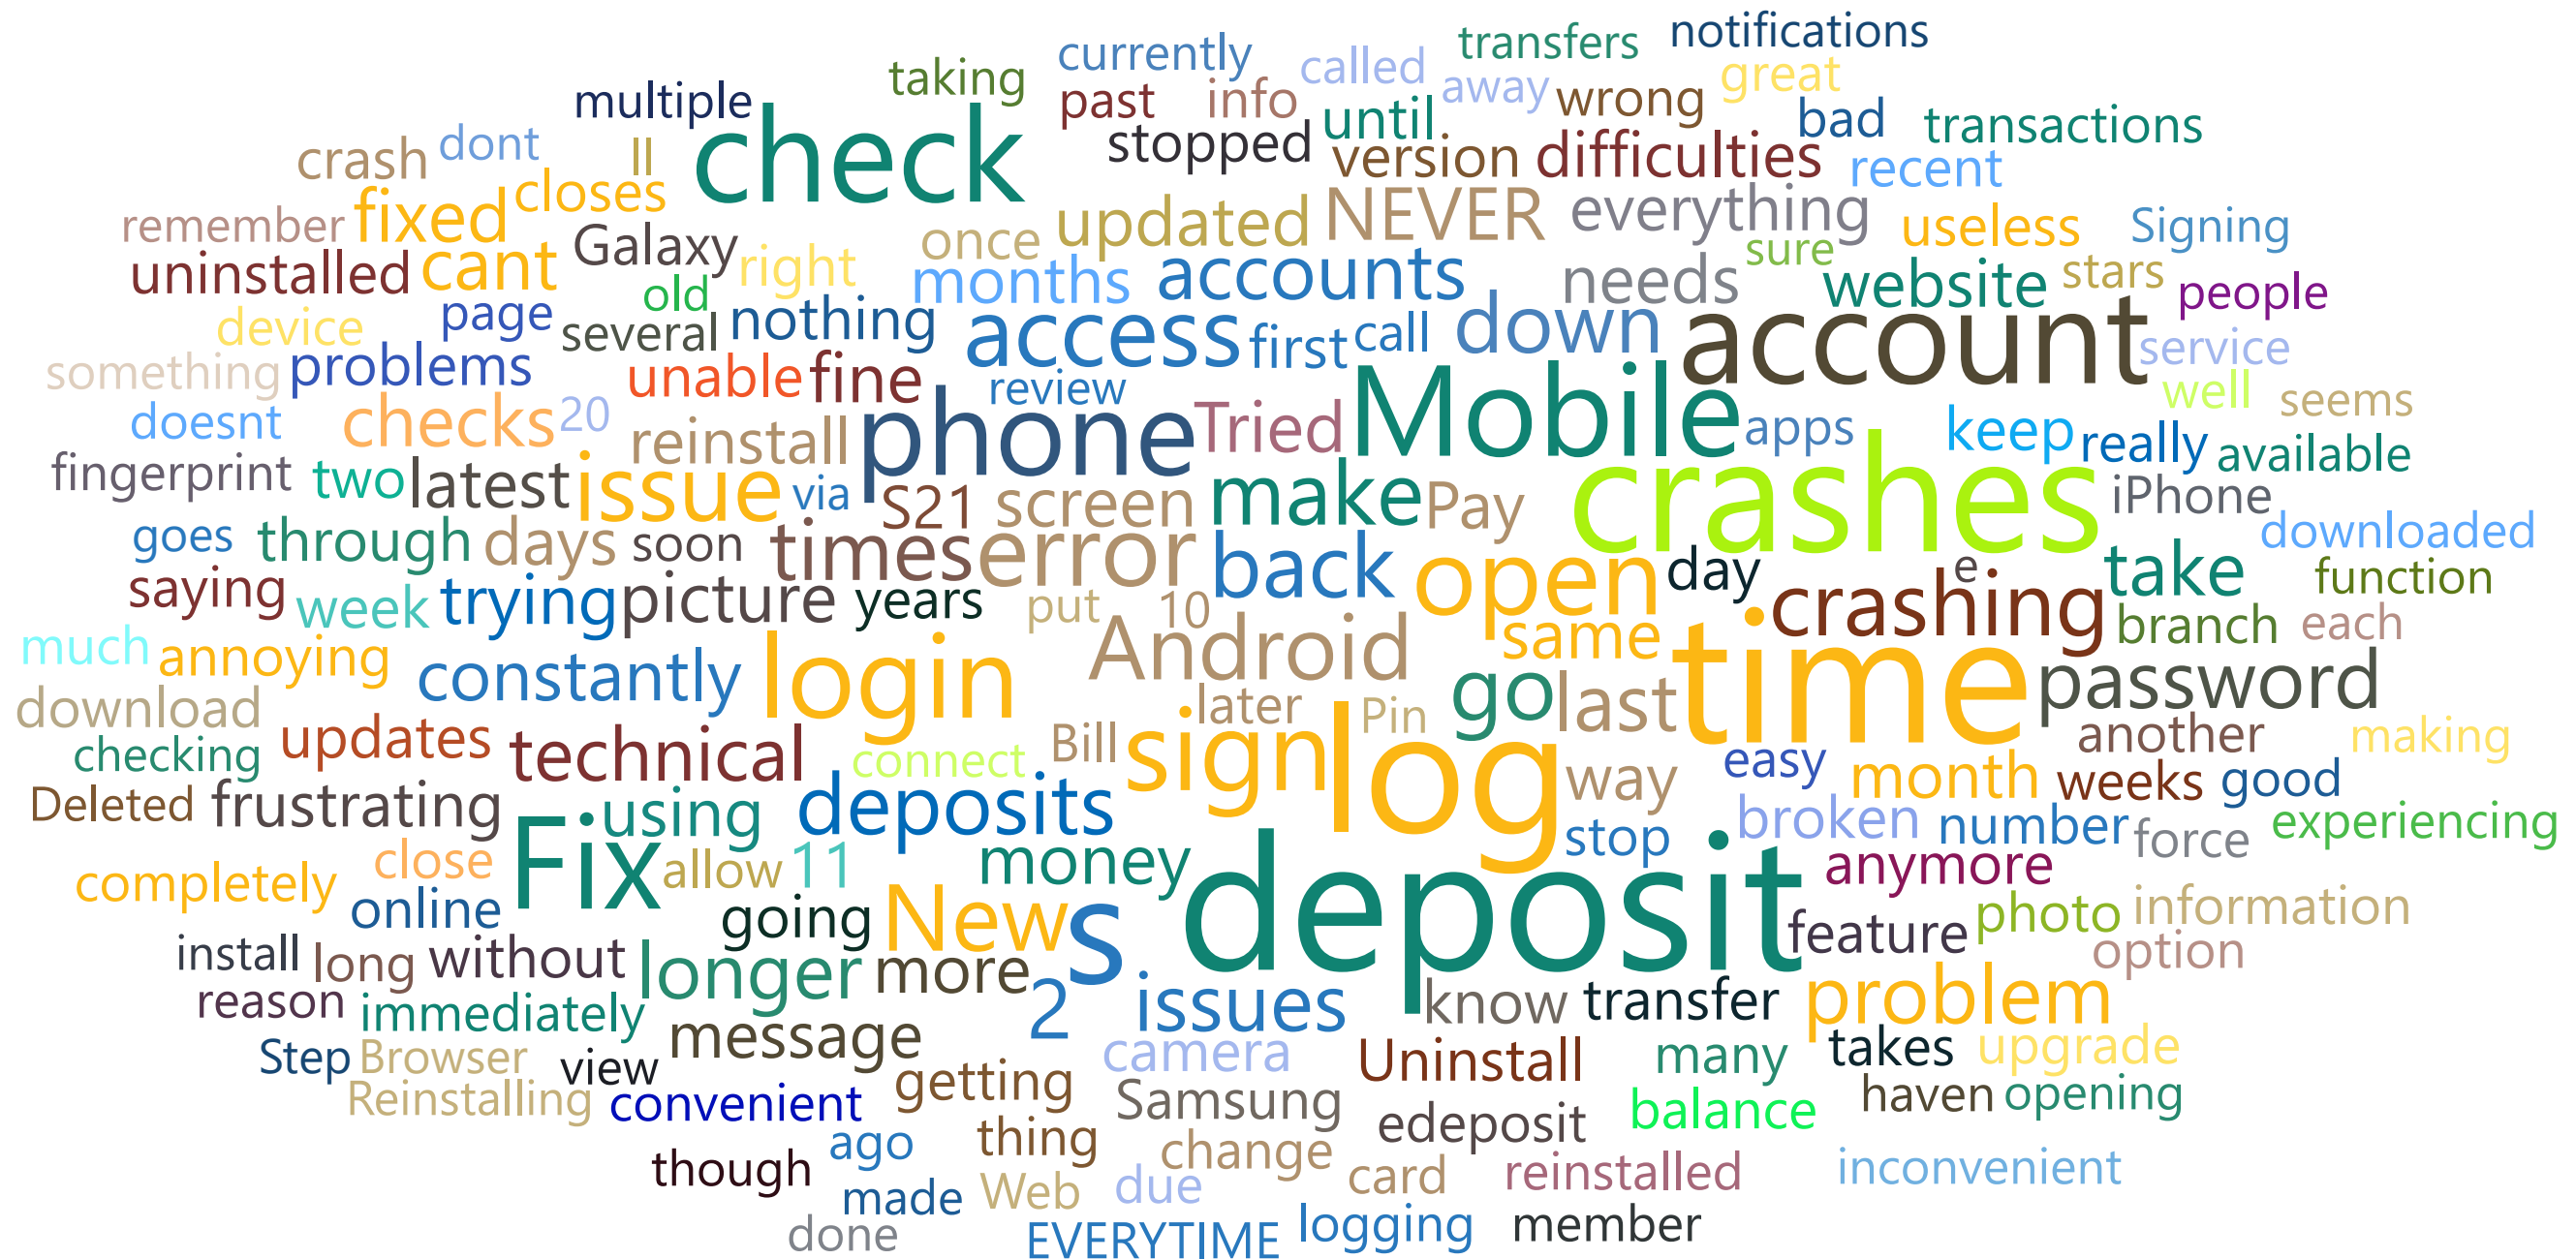 currently transfers notifications
taking called away great
multiple past info wrong
check stopped until version difficulties bad transactions
crash dont ll recent
remember fixed closes updated NEVER everything useless Signing
uninstalled cant Galaxy right once months accounts needs sure website stars people
device page old several nothing access first call down account service
something problems unable fine review Mobile well seems
doesnt checks 20 reinstall phone Tried apps keep really available
fingerprint two latest issue via S21 screen make Pay crashes iPhone
goes through days soon times error back open day e take downloaded
saying week trying picture years put 10 Android same crashing branch function each
much annoying constantly login later Pin go last time password
download updates technical connect Bill sign log way easy month another making
checking weeks good
Deleted frustrating using deposits stop broken number force experiencing
completely close Fix allow 11 money deposit anymore
online going New s feature photo information
install long without longer more option
reason immediately message 2 issues know transfer problem
Step Browser view camera Uninstall many takes upgrade
Reinstalling convenient getting Samsung edeposit balance haven opening
though ago thing change card reinstalled inconvenient
made Web due
done EVERYTIME logging member